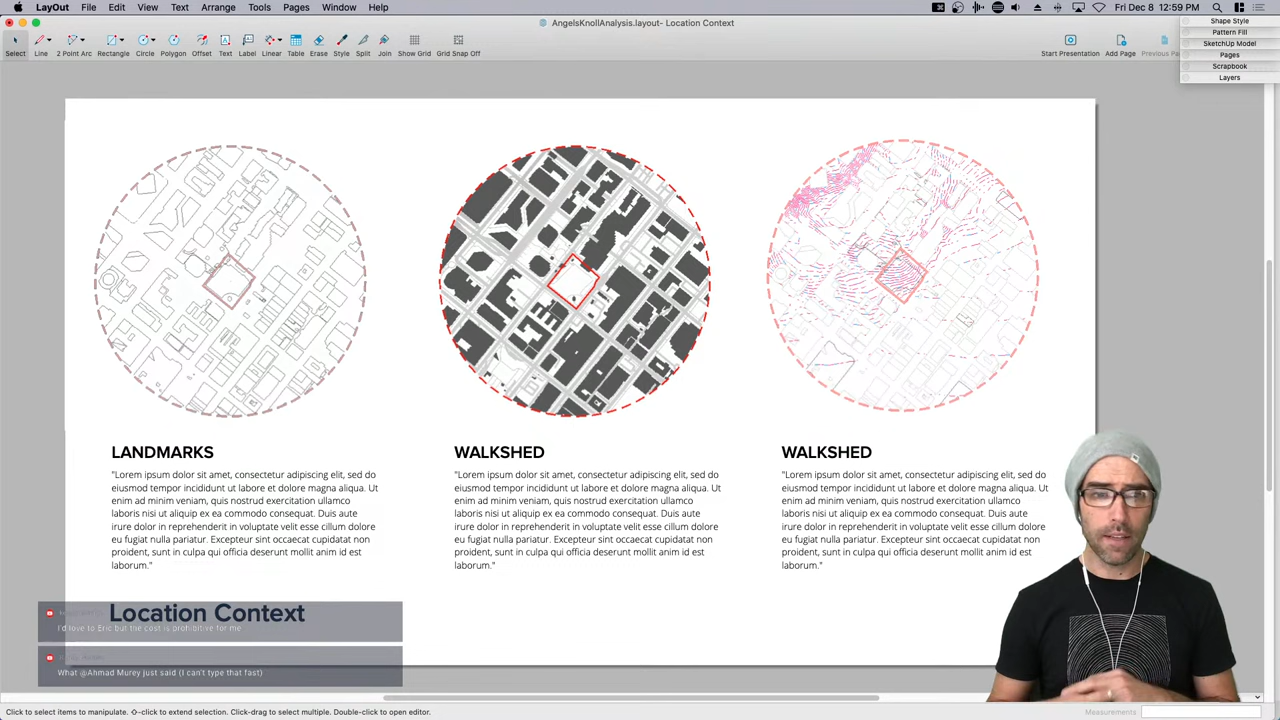 LayOut File Edit View Text Arrange Tools Pages Window Help
Fri Dec 8 12:59 PM
AngelsKnollAnalysis.layout- Location Context
Shape Style
Pattern Fill
SketchUp Model
Pages
Scrapbook
Layers
Select Line 2 Point Arc Rectangle Circle Polygon Offset Text Label Linear Table Erase Style Split Join Show Grid Grid Snap Off Start Presentation Add Page Previous
LANDMARKS
"Lorem ipsum dolor sit amet, consectetur adipiscing elit, sed do
eiusmod tempor incididunt ut labore et dolore magna aliqua. Ut
enim ad minim veniam, quis nostrud exercitation ullamco
laboris nisi ut aliquip ex ea commodo consequat. Duis aute
irure dolor in reprehenderit in voluptate velit esse cillum dolore
eu fugiat nulla pariatur. Excepteur sint occaecat cupidatat non
proident, sunt in culpa qui officia deserunt mollit anim id est
laborum."
WALKSHED
"Lorem ipsum dolor sit amet, consectetur adipiscing elit, sed do
eiusmod tempor incididunt ut labore et dolore magna aliqua. Ut
enim ad minim veniam, quis nostrud exercitation ullamco
laboris nisi ut aliquip ex ea commodo consequat. Duis aute
irure dolor in reprehenderit in voluptate velit esse cillum dolore
eu fugiat nulla pariatur. Excepteur sint occaecat cupidatat non
proident, sunt in culpa qui officia deserunt mollit anim id est
laborum."
WALKSHED
"Lorem ipsum dolor sit amet, consectetur adipiscing elit, sed do
eiusmod tempor incididunt ut labore et dolore magna aliqua. Ut
enim ad minim veniam, quis nostrud exercitation ullamco
laboris nisi ut aliquip ex ea commodo consequat. Duis aute
irure dolor in reprehenderit in voluptate velit esse cillum dolore
eu fugiat nulla pariatur. Excepteur sint occaecat cupidatat non
proident, sunt in culpa qui officia deserunt mollit anim id est
laborum."
Location Context
I'd love to Eric but the cost is prohibitive for me
What @Ahmad Murey just said (I can't type that fast)
Click to select items to manipulate. ⇧-click to extend selection. Click-drag to select multiple. Double-click to open editor.
Measurements